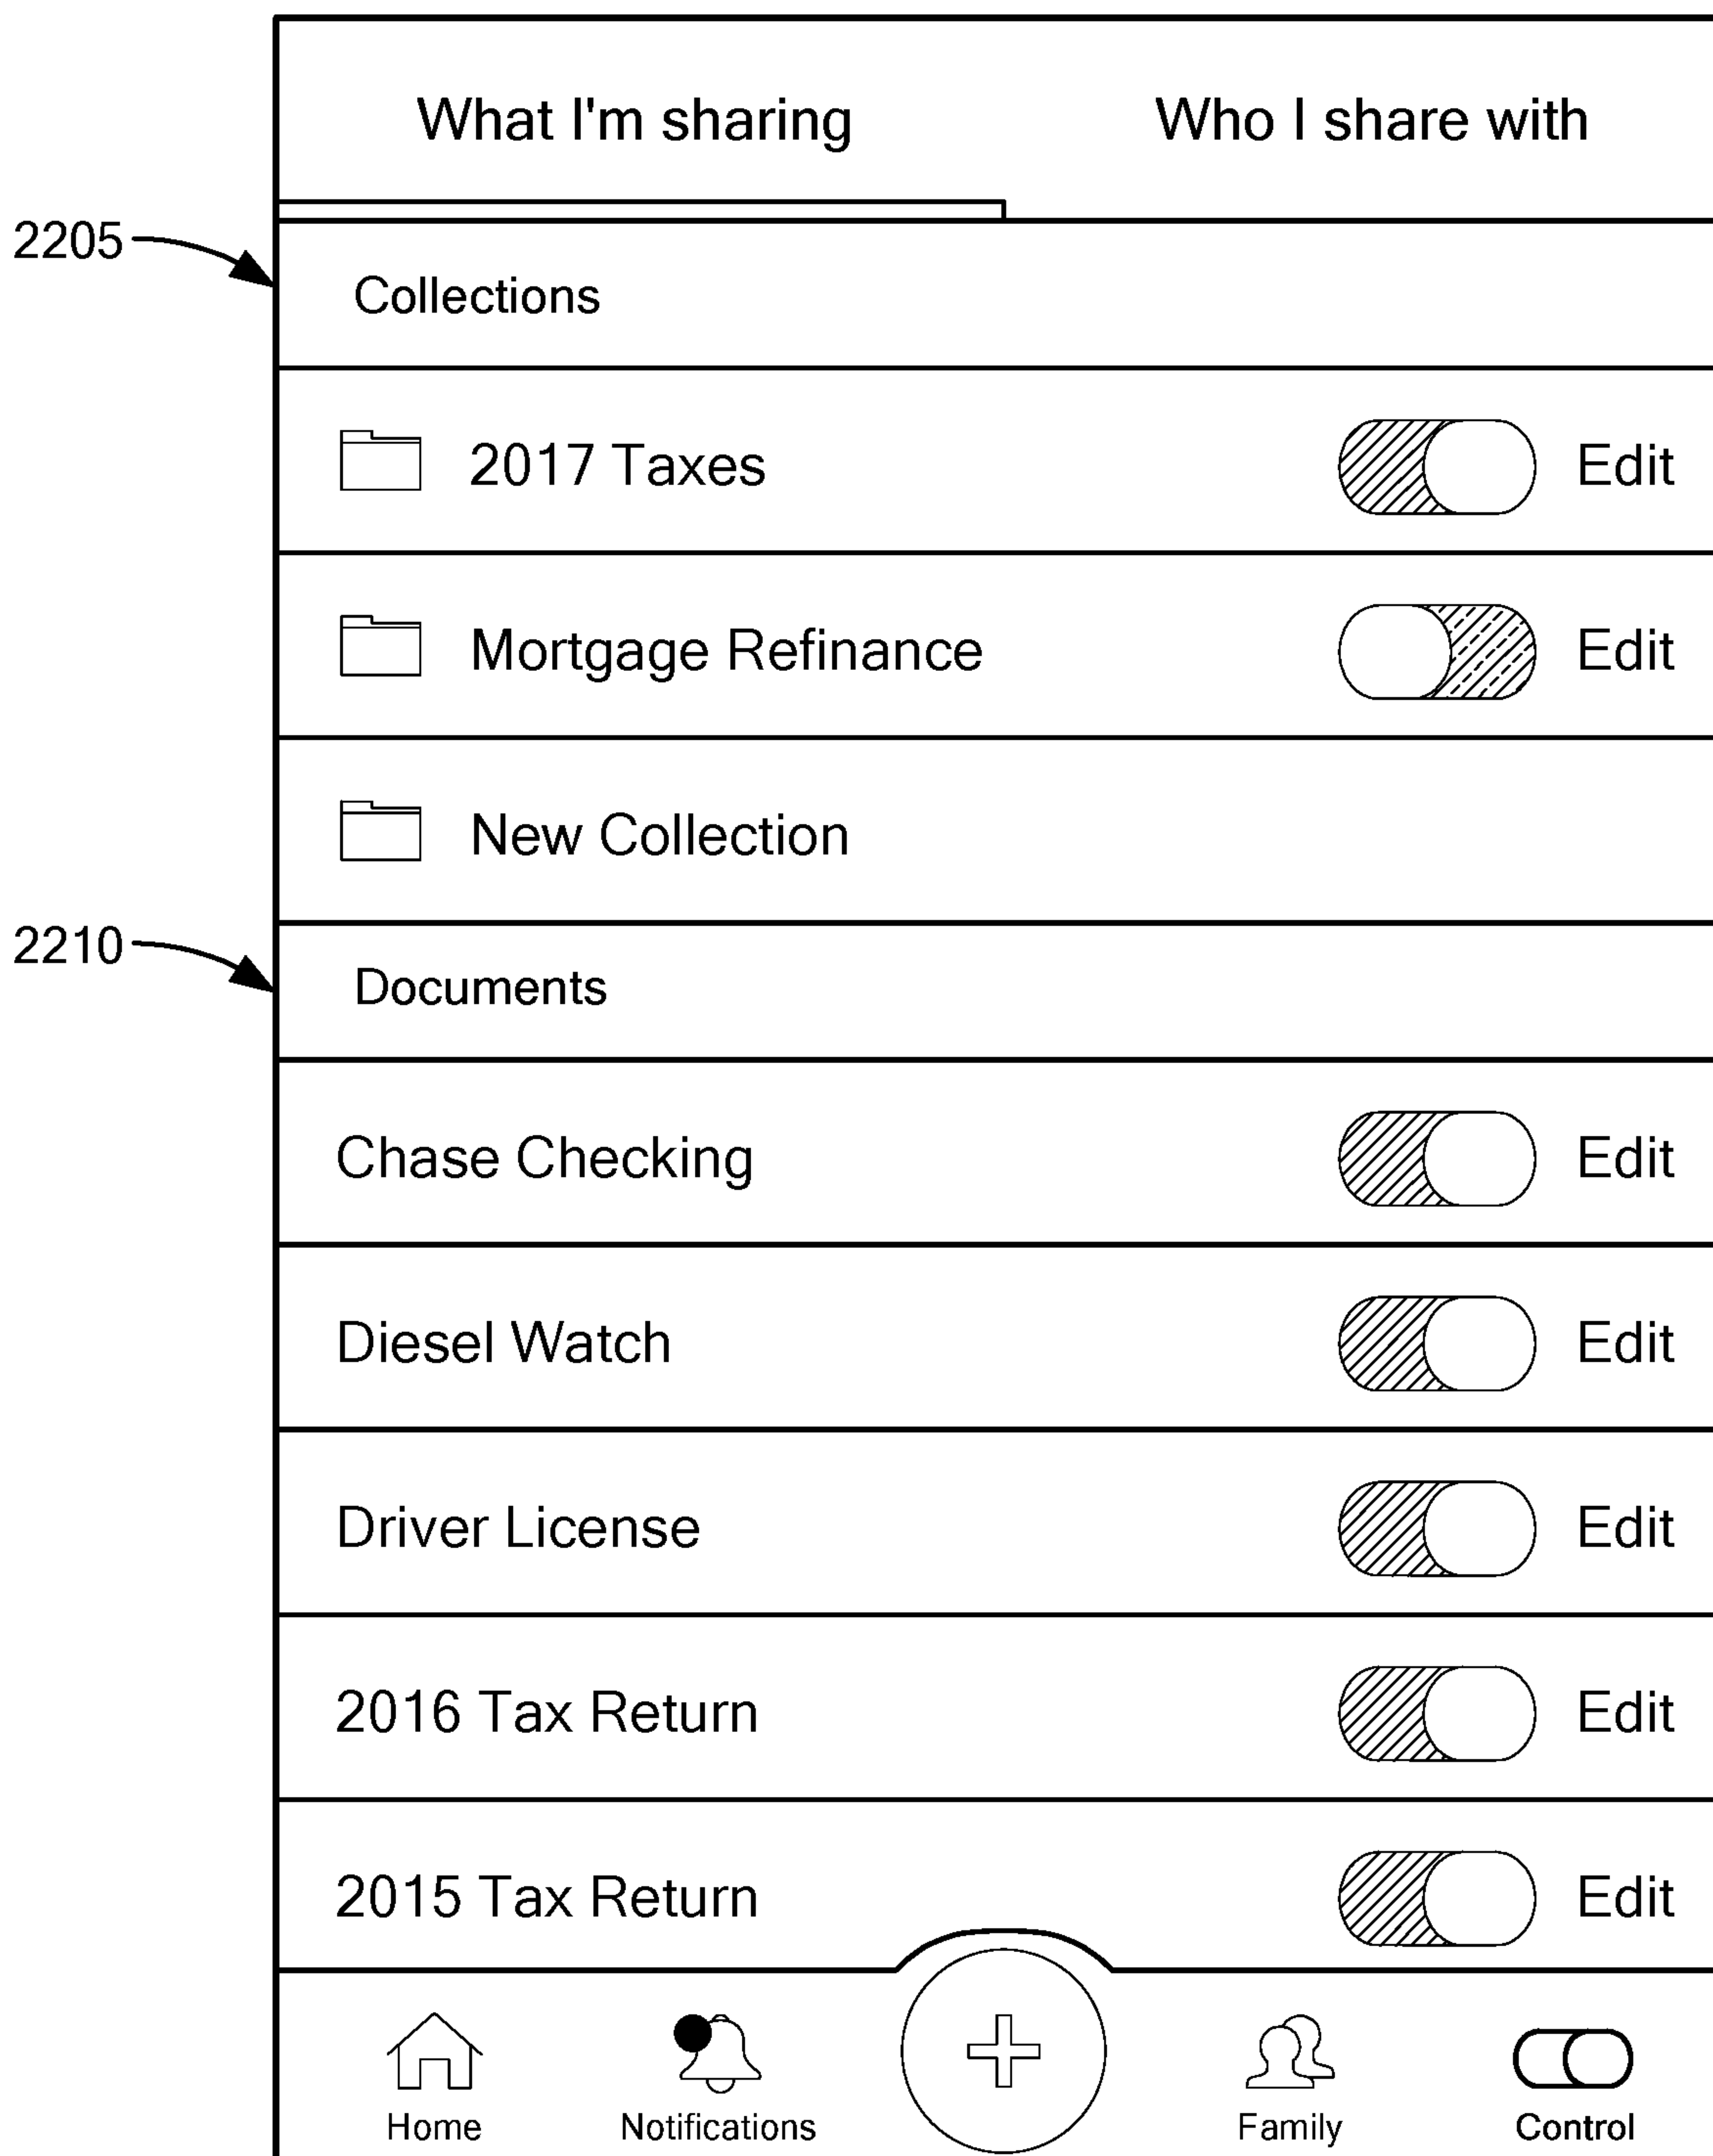 What I'm sharing Who I share with
2205
Collections
2017 Taxes Edit
Mortgage Refinance Edit
New Collection
2210
Documents
Chase Checking Edit
Diesel Watch Edit
Driver License Edit
2016 Tax Return Edit
2015 Tax Return Edit
Home Notifications Family Control